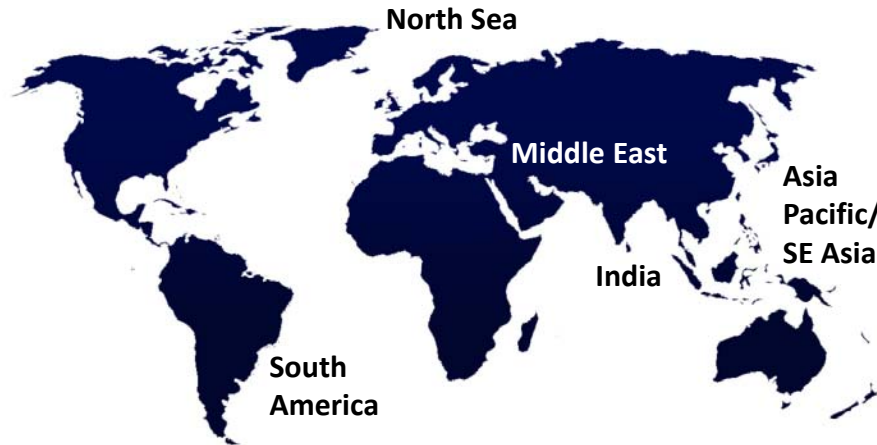 North Sea
Middle East
Asia
Pacific/
SE Asia
India
South
America